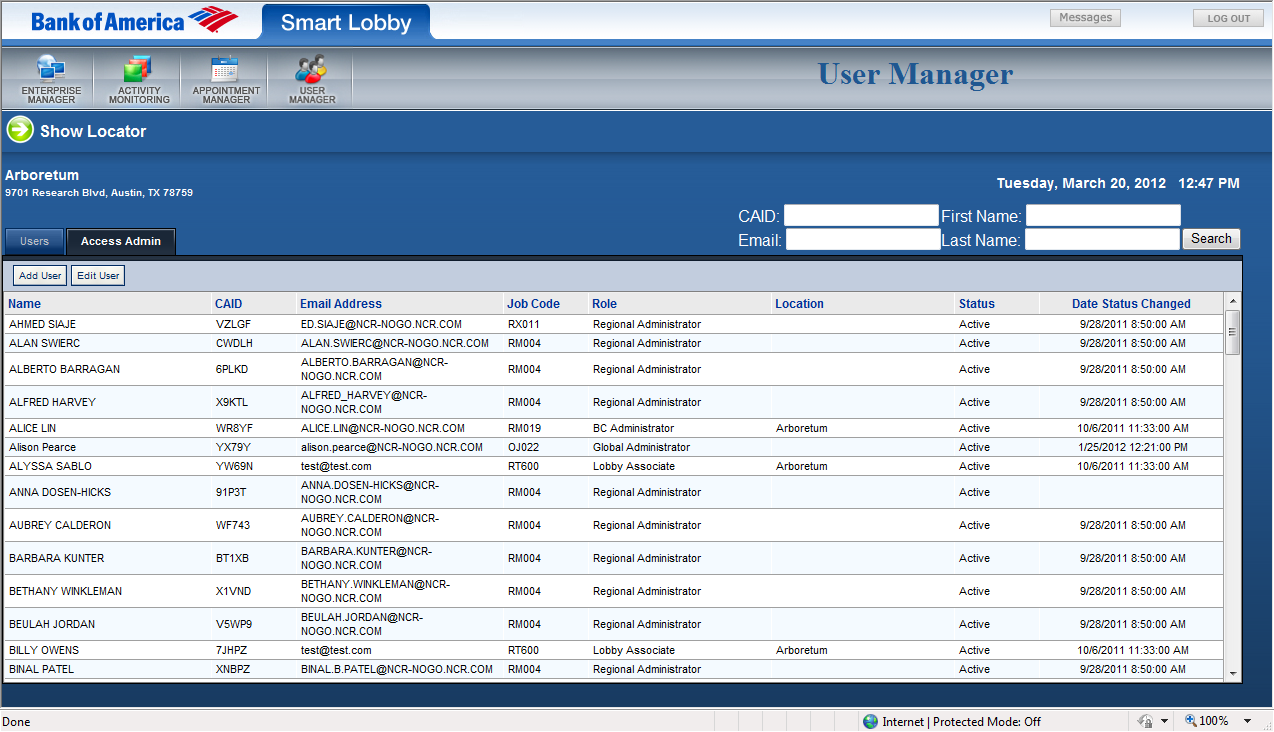 Bank of America Smart Lobby Messages LOG OUT
ENTERPRISE MANAGER ACTIVITY MONITORING APPOINTMENT MANAGER USER MANAGER User Manager
Show Locator
Arboretum
9701 Research Blvd, Austin, TX 78759
Tuesday, March 20, 2012 12:47 PM
CAID: First Name:
Email: Last Name: Search
Users Access Admin
Add User Edit User
Name CAID Email Address Job Code Role Location Status Date Status Changed
AHMED SIAJE VZLGF ED.SIAJE@NCR-NOGO.NCR.COM RX011 Regional Administrator Active 9/28/2011 8:50:00 AM
ALAN SWIERC CWDLH ALAN.SWIERC@NCR-NOGO.NCR.COM RM004 Regional Administrator Active 9/28/2011 8:50:00 AM
ALBERTO BARRAGAN 6PLKD ALBERTO.BARRAGAN@NCR-NOGO.NCR.COM RM004 Regional Administrator Active 9/28/2011 8:50:00 AM
ALFRED HARVEY X9KTL ALFRED_HARVEY@NCR-NOGO.NCR.COM RM004 Regional Administrator Active 9/28/2011 8:50:00 AM
ALICE LIN WR8YF ALICE.LIN@NCR-NOGO.NCR.COM RM019 BC Administrator Arboretum Active 10/6/2011 11:33:00 AM
Alison Pearce YX79Y alison.pearce@NCR-NOGO.NCR.COM OJ022 Global Administrator Active 1/25/2012 12:21:00 PM
ALYSSA SABLO YW69N test@test.com RT600 Lobby Associate Arboretum Active 10/6/2011 11:33:00 AM
ANNA DOSEN-HICKS 91P3T ANNA.DOSEN-HICKS@NCR-NOGO.NCR.COM RM004 Regional Administrator Active
AUBREY CALDERON WF743 AUBREY.CALDERON@NCR-NOGO.NCR.COM RM004 Regional Administrator Active 9/28/2011 8:50:00 AM
BARBARA KUNTER BT1XB BARBARA.KUNTER@NCR-NOGO.NCR.COM RM004 Regional Administrator Active 9/28/2011 8:50:00 AM
BETHANY WINKLEMAN X1VND BETHANY.WINKLEMAN@NCR-NOGO.NCR.COM RM004 Regional Administrator Active 9/28/2011 8:50:00 AM
BEULAH JORDAN V5WP9 BEULAH.JORDAN@NCR-NOGO.NCR.COM RM004 Regional Administrator Active 9/28/2011 8:50:00 AM
BILLY OWENS 7JHPZ test@test.com RT600 Lobby Associate Arboretum Active 10/6/2011 11:33:00 AM
BINAL PATEL XNBPZ BINAL.B.PATEL@NCR-NOGO.NCR.COM RM004 Regional Administrator Active 9/28/2011 8:50:00 AM
Done Internet | Protected Mode: Off 100%